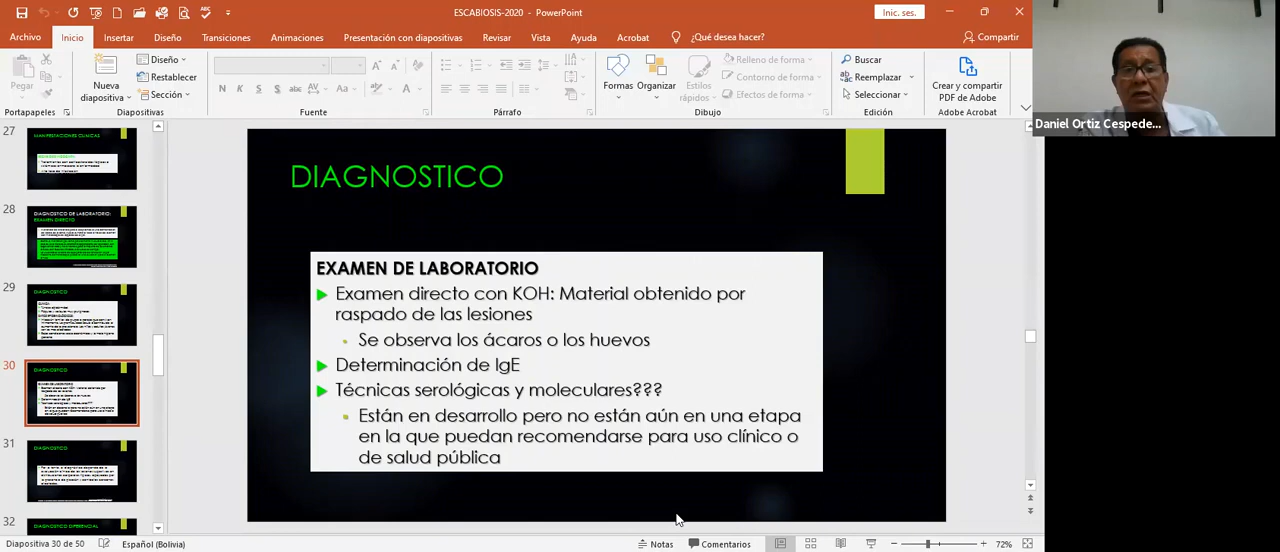 ESCABIOSIS-2020 - PowerPoint
Inic. ses.
Archivo Inicio Insertar Diseño Transiciones Animaciones Presentación con diapositivas Revisar Vista Ayuda Acrobat ¿Qué desea hacer? Compartir
Pegar
Nueva diapositiva
Diseño
Restablecer
Sección
N K S
Formas
Organizar
Estilos rápidos
Relleno de forma
Contorno de forma
Efectos de forma
Buscar
Reemplazar
Seleccionar
Crear y compartir PDF de Adobe
Portapapeles Diapositivas Fuente Párrafo Dibujo Edición Adobe Acrobat
Daniel Ortiz Cespede...
27
MANIFESTACIONES CLINICAS
28
DIAGNOSTICO DE LABORATORIO:
EXAMEN DIRECTO
29
DIAGNOSTICO
30
DIAGNOSTICO
31
DIAGNOSTICO
32
DIAGNOSTICO DIFERENCIAL
DIAGNOSTICO
EXAMEN DE LABORATORIO
Examen directo con KOH: Material obtenido por
raspado de las lesiones
Se observa los ácaros o los huevos
Determinación de IgE
Técnicas serológicas y moleculares???
Están en desarrollo pero no están aún en una etapa
en la que puedan recomendarse para uso clínico o
de salud pública
Diapositiva 30 de 50 Español (Bolivia) Notas Comentarios 72%